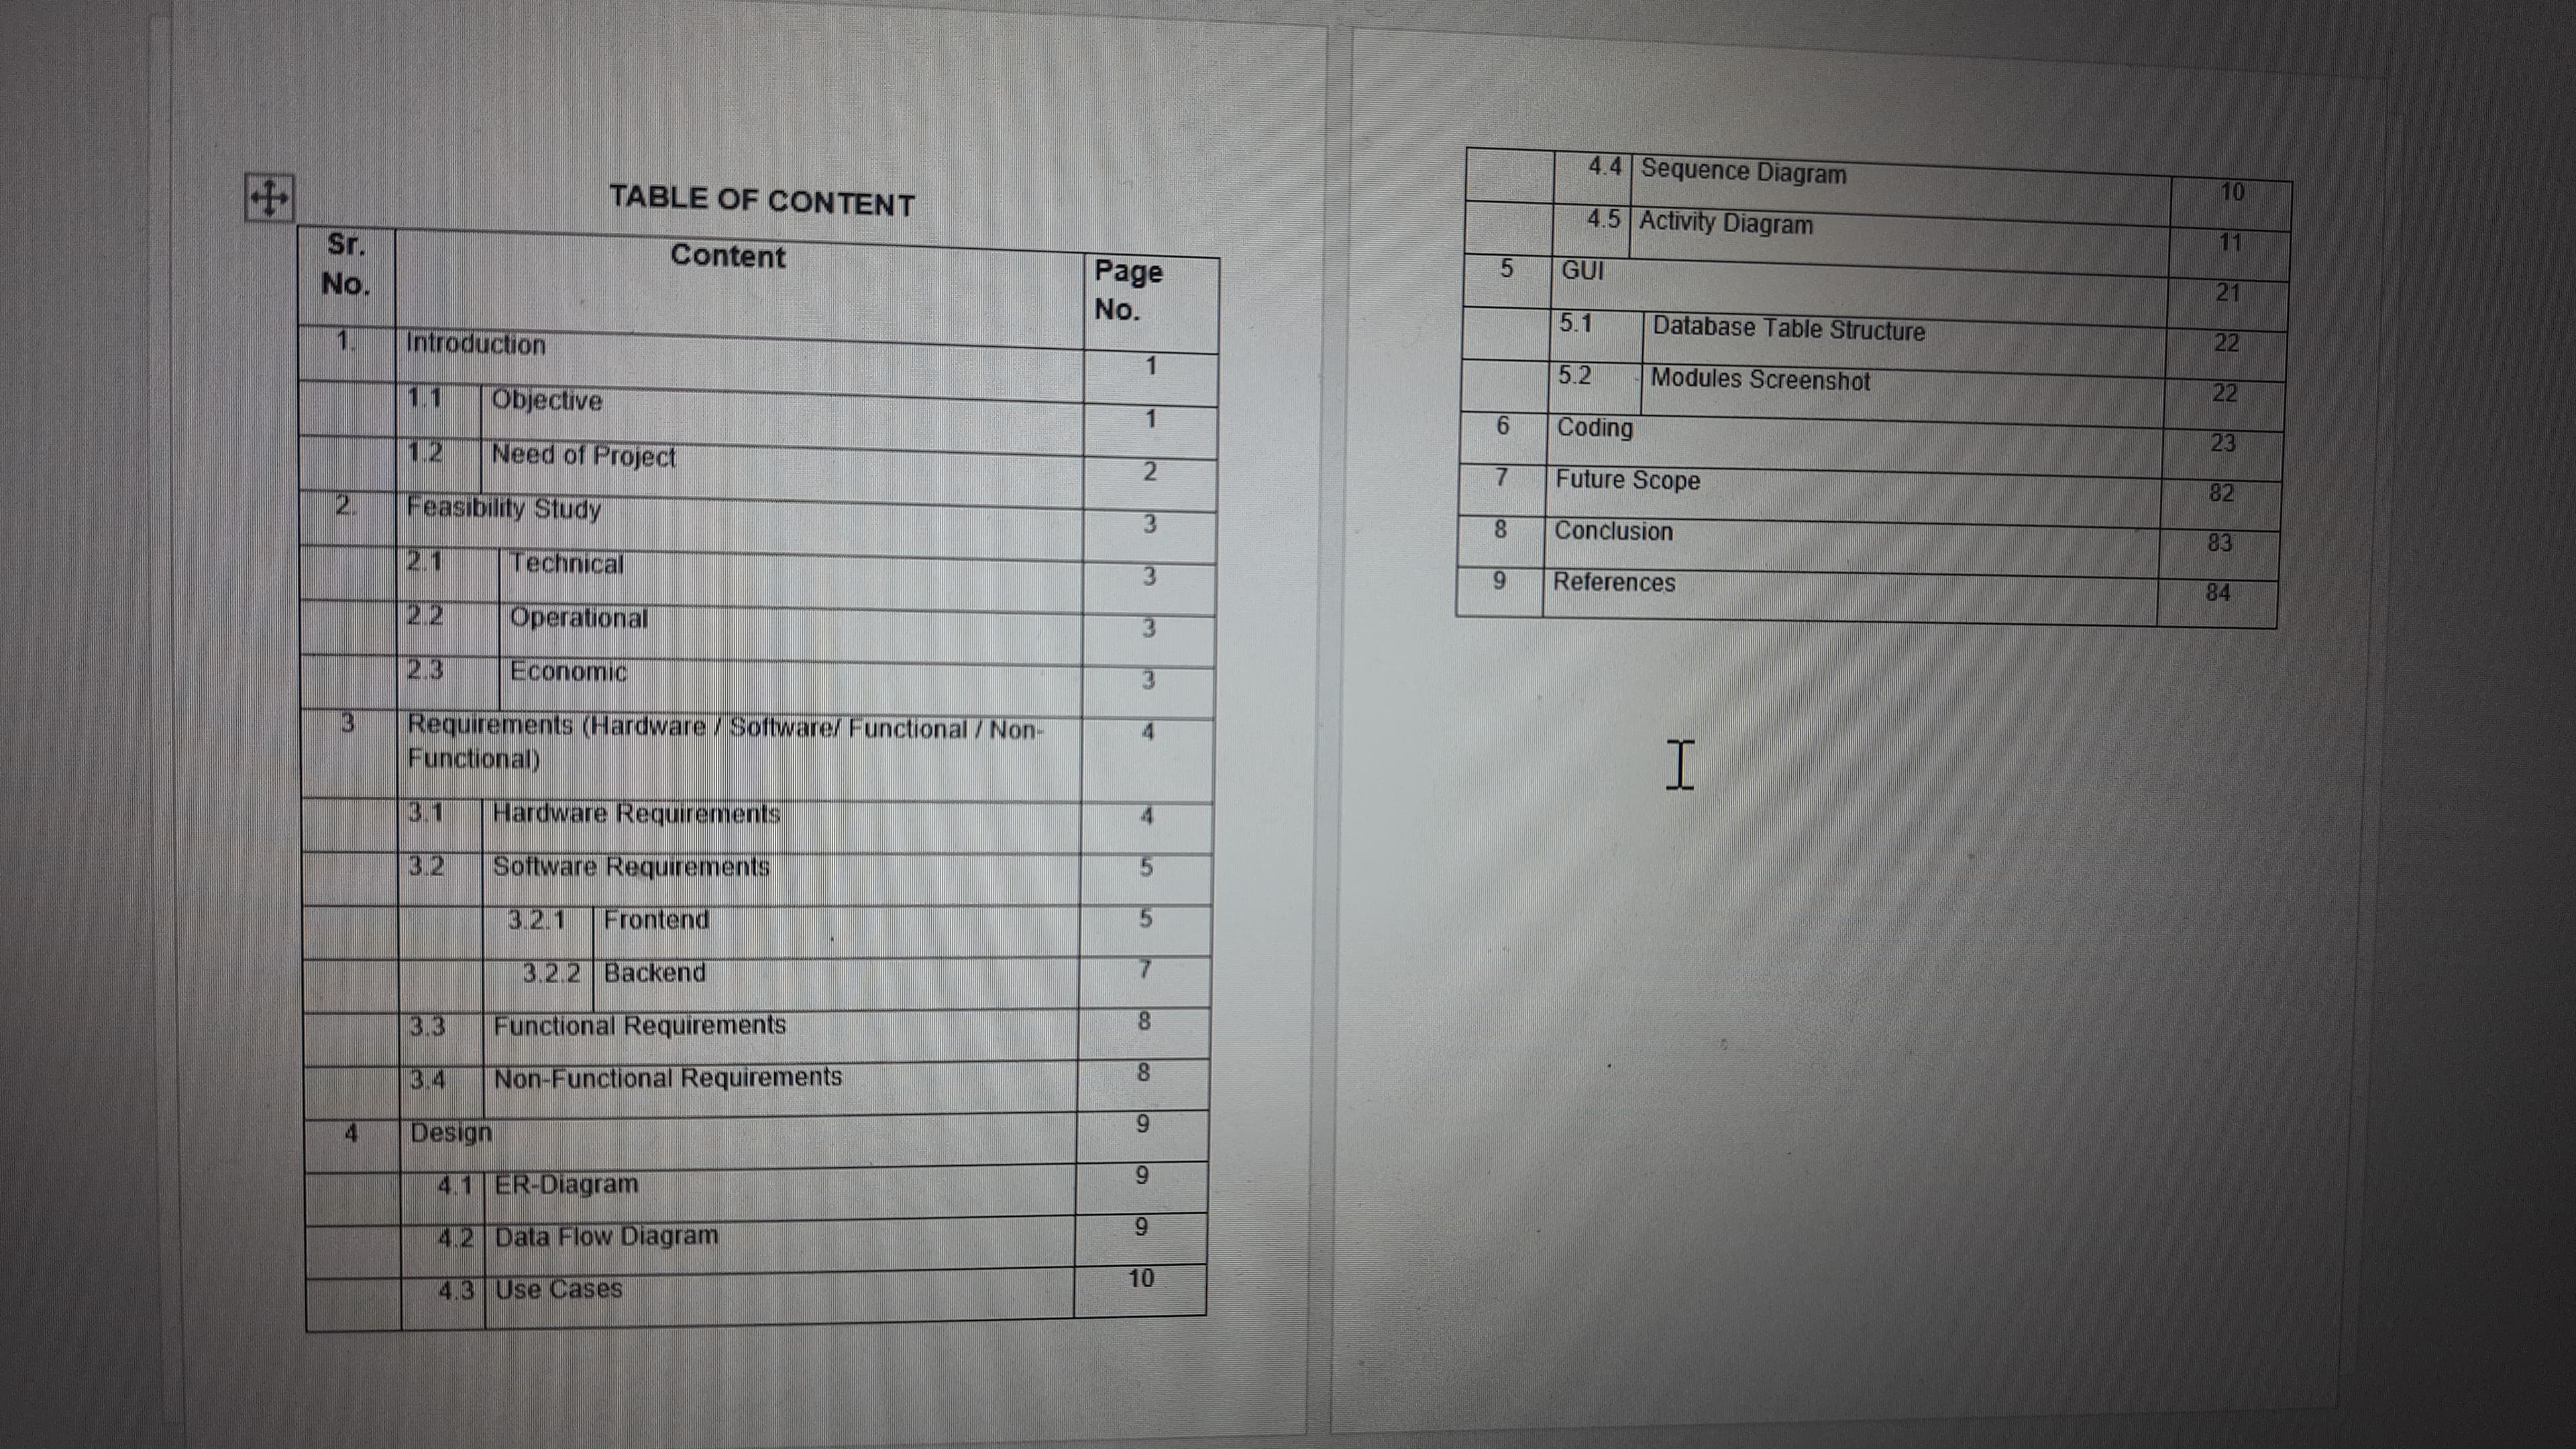 TABLE OF CONTENT
Sr. No. Content Page No.
1. Introduction 1
1.1 Objective 1
1.2 Need of Project 2
2. Feasibility Study 3
2.1 Technical 3
2.2 Operational 3
2.3 Economic 3
3 Requirements (Hardware / Software/ Functional / Non-
Functional) 4
3.1 Hardware Requirements 4
3.2 Software Requirements 5
3.2.1 Frontend 5
3.2.2 Backend 7
3.3 Functional Requirements 8
3.4 Non-Functional Requirements 8
4 Design 9
4.1 ER-Diagram 9
4.2 Data Flow Diagram 9
4.3 Use Cases 10
4.4 Sequence Diagram 10
4.5 Activity Diagram 11
5 GUI 21
5.1 Database Table Structure 22
5.2 Modules Screenshot 22
6 Coding 23
7 Future Scope 82
8 Conclusion 83
9 References 84